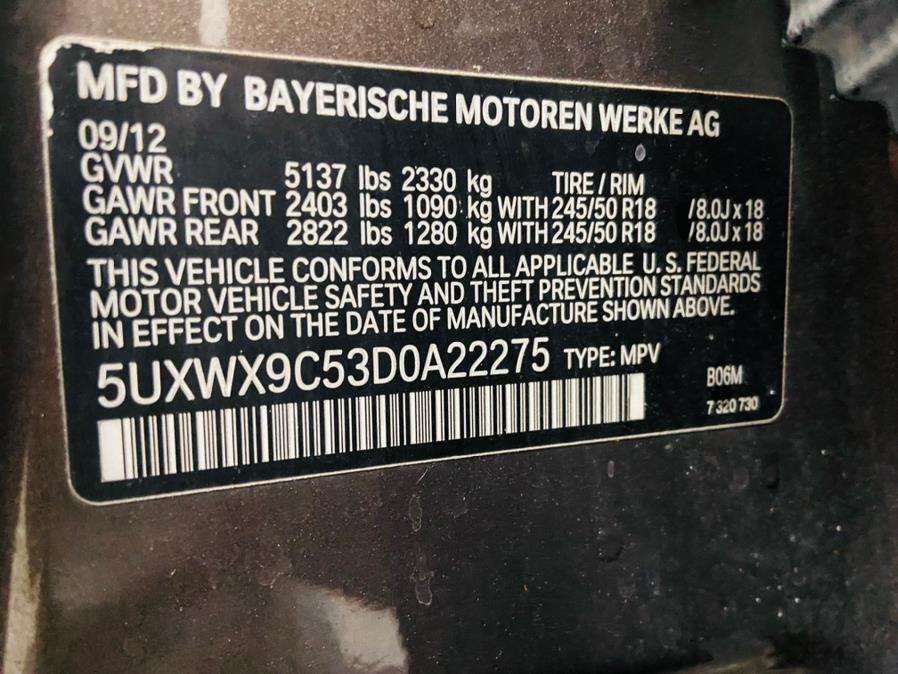 MFD BY BAYERISCHE MOTOREN WERKE AG
09/12
GVWR 5137 lbs 2330 kg TIRE / RIM
GAWR FRONT 2403 lbs 1090 kg WITH 245/50 R18 /8.0J x 18
GAWR REAR 2822 lbs 1280 kg WITH 245/50 R18 /8.0J x 18
THIS VEHICLE CONFORMS TO ALL APPLICABLE U. S. FEDERAL
MOTOR VEHICLE SAFETY AND THEFT PREVENTION STANDARDS
IN EFFECT ON THE DATE OF MANUFACTURE SHOWN ABOVE.
5UXWX9C53D0A22275 TYPE: MPV
B06M
7 320 730